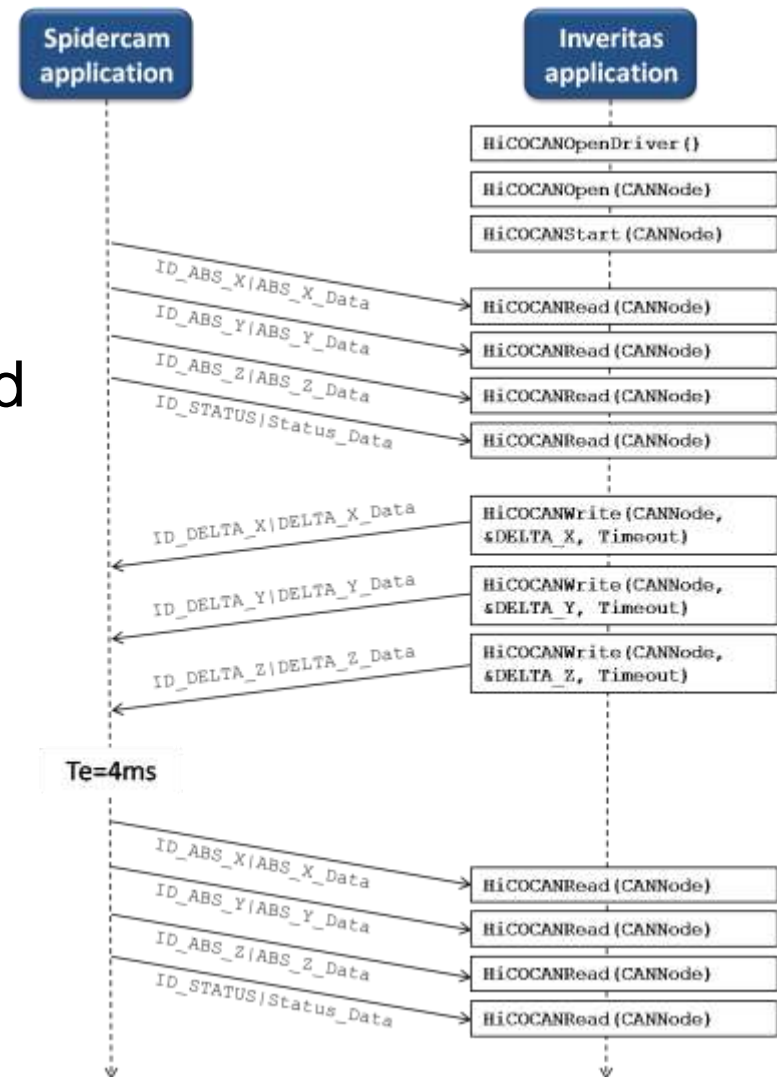 Spidercam
application
Inveritas
application
HiCOCANOpenDriver()
HiCOCANOpen(CANNode)
HiCOCANStart(CANNode)
ID_ABS_X|ABS_X_Data
HiCOCANRead(CANNode)
ID_ABS_Y|ABS_Y_Data
HiCOCANRead(CANNode)
ID_ABS_Z|ABS_Z_Data
HiCOCANRead(CANNode)
d
ID_STATUS|Status_Data
HiCOCANRead(CANNode)
ID_DELTA_X|DELTA_X_Data
HiCOCANWrite(CANNode,
&DELTA_X, Timeout)
ID_DELTA_Y|DELTA_Y_Data
HiCOCANWrite(CANNode,
&DELTA_Y, Timeout)
ID_DELTA_Z|DELTA_Z_Data
HiCOCANWrite(CANNode,
&DELTA_Z, Timeout)
Te=4ms
ID_ABS_X|ABS_X_Data
HiCOCANRead(CANNode)
ID_ABS_Y|ABS_Y_Data
HiCOCANRead(CANNode)
ID_ABS_Z|ABS_Z_Data
HiCOCANRead(CANNode)
ID_STATUS|Status_Data
HiCOCANRead(CANNode)